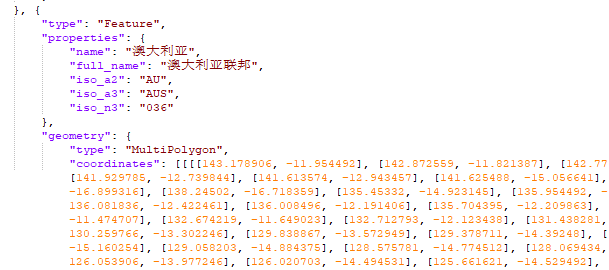 }, {
"type": "Feature",
"properties": {
"name": "澳大利亚",
"full_name": "澳大利亚联邦",
"iso_a2": "AU",
"iso_a3": "AUS",
"iso_n3": "036"
},
"geometry": {
"type": "MultiPolygon",
"coordinates": [[[[143.178906, -11.954492], [142.872559, -11.821387], [142.77
[141.929785, -12.739844], [141.613574, -12.943457], [141.625488, -15.056641],
-16.899316], [138.24502, -16.718359], [135.45332, -14.923145], [135.954492, -
136.081836, -12.422461], [136.008496, -12.191406], [135.704395, -12.209863],
-11.474707], [132.674219, -11.649023], [132.712793, -12.123438], [131.438281,
130.259766, -13.302246], [129.838867, -13.572949], [129.378711, -14.39248], [
-15.160254], [129.058203, -14.884375], [128.575781, -14.774512], [128.069434,
126.053906, -13.977246], [126.020703, -14.494531], [125.661621, -14.529492],